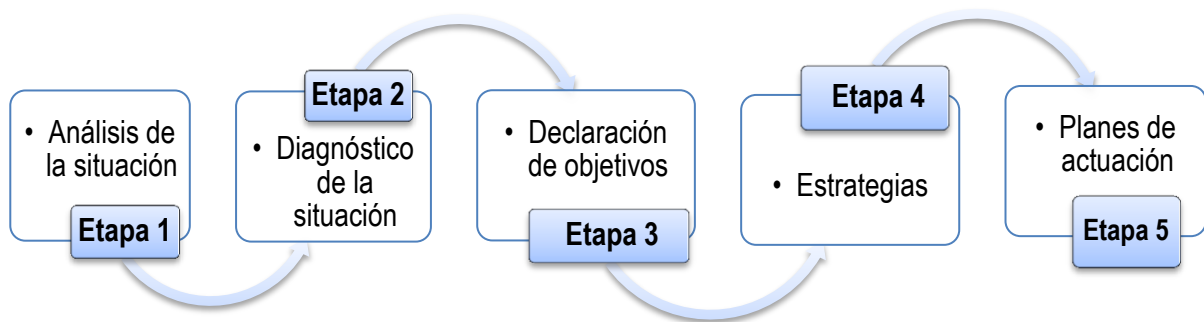 • Análisis de
la situación
Etapa 1
Etapa 2
• Diagnóstico
de la
situación
• Declaración
de objetivos
Etapa 3
Etapa 4
• Estrategias
• Planes de
actuación
Etapa 5